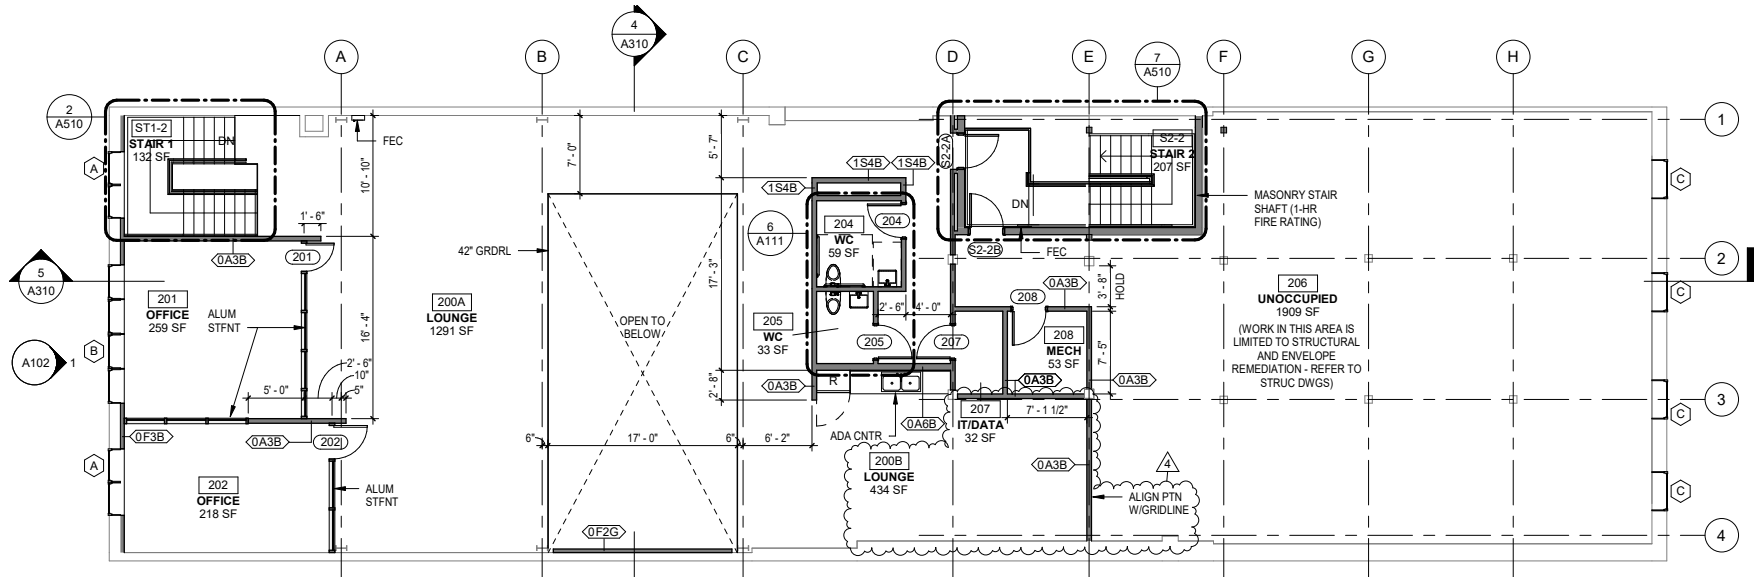 4
A310
A
B
C
D
E
7
A510
F
G
H
2
A510
ST1-2
STAIR 1
132 SF
DN
FEC
10' - 10"
7' - 0"
5' - 7"
S2-2A
S2-2
STAIR 2
207 SF
DN
1
A
1S4B
1S4B
1S4B
C
MASONRY STAIR
SHAFT (1-HR
FIRE RATING)
1' - 6"
0A3B
201
42" GRDRL
6
A111
204
WC
59 SF
204
S2-2B
FEC
2
5
A310
201
OFFICE
259 SF
ALUM
STFNT
200A
LOUNGE
1291 SF
16' - 4"
OPEN TO
BELOW
17' - 3"
205
WC
33 SF
2' - 6"
4' - 0"
205
207
208
0A3B
3' - 8"
HOLD
208
MECH
53 SF
7' - 5"
206
UNOCCUPIED
1909 SF
(WORK IN THIS AREA IS
LIMITED TO STRUCTURAL
AND ENVELOPE
REMEDIATION - REFER TO
STRUC DWGS)
C
A102
1
B
2' - 6"
10"
5"
5' - 0"
0A3B
2' - 8"
R
0A3B
0A3B
207
IT/DATA
32 SF
7' - 1 1/2"
3
C
0F3B
0A3B
202
6"
17' - 0"
6"
6' - 2"
ADA CNTR
0A6B
200B
LOUNGE
434 SF
0A3B
4
A
202
OFFICE
218 SF
ALUM
STFNT
ALIGN PTN
W/GRIDLINE
C
0F2G
4